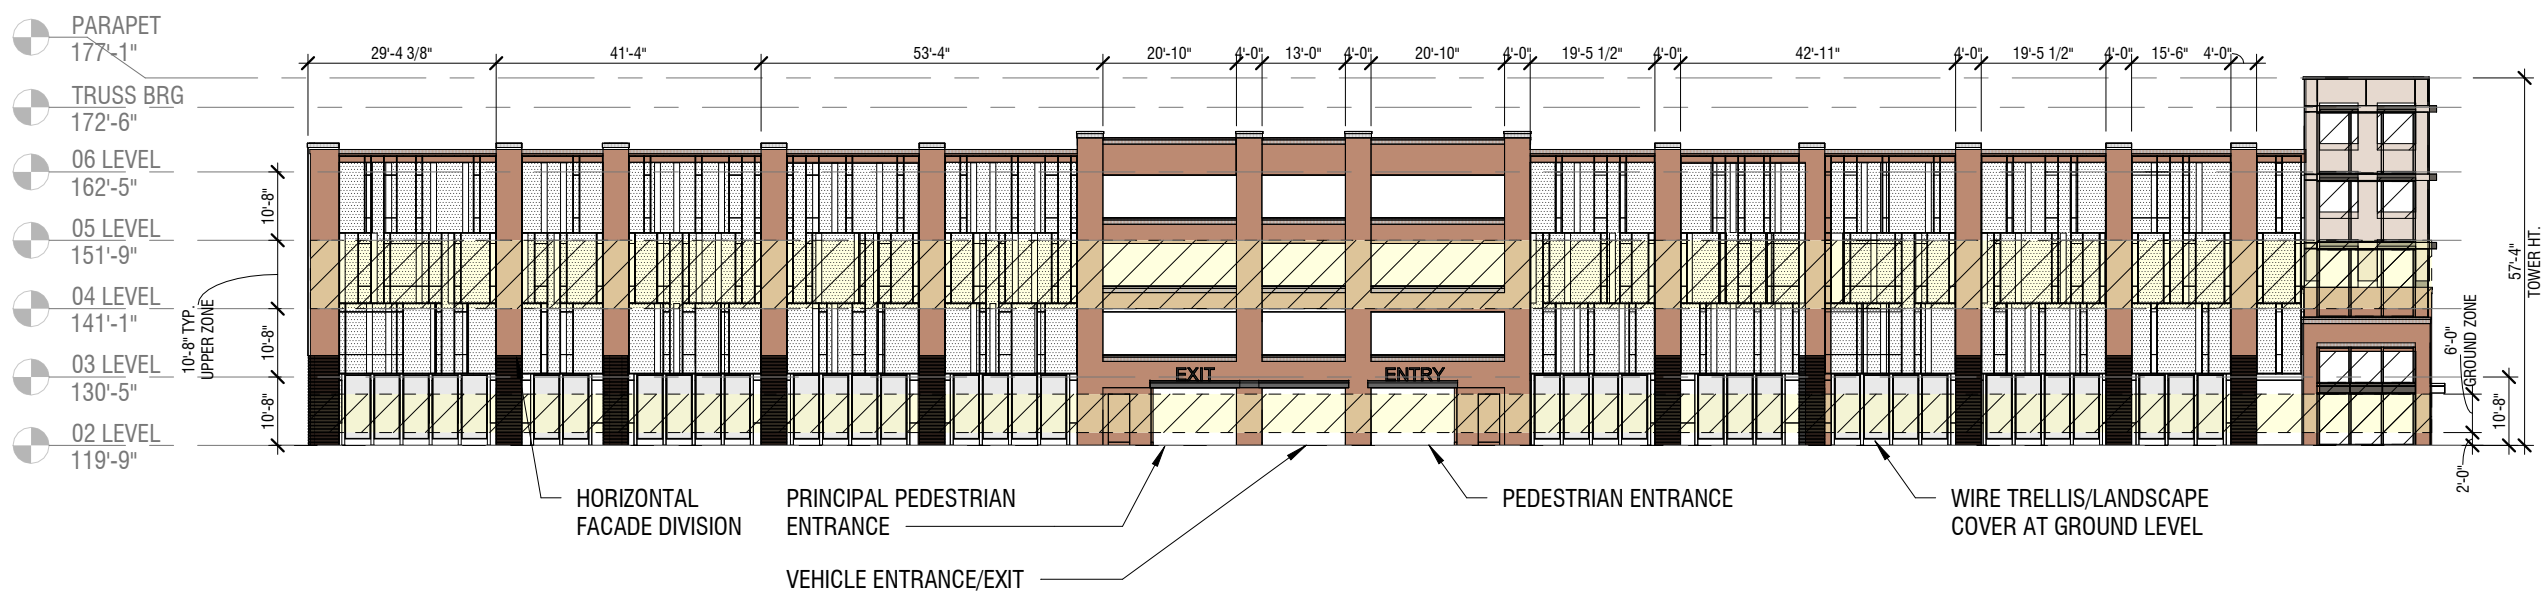 PARAPET
177'-1"
TRUSS BRG
172'-6"
06 LEVEL
162'-5"
05 LEVEL
151'-9"
04 LEVEL
141'-1"
03 LEVEL
130'-5"
02 LEVEL
119'-9"
29'-4 3/8" 41'-4" 53'-4" 20'-10" 4'-0" 13'-0" 4'-0" 20'-10" 4'-0" 19'-5 1/2" 4'-0" 42'-11" 4'-0" 19'-5 1/2" 4'-0" 15'-6" 4'-0"
10'-8"
10'-8"
10'-8"
10'-8" TYP.
UPPER ZONE
EXIT
ENTRY
57'-4"
TOWER HT.
6'-0"
GROUND ZONE
10'-8"
2'-0"
HORIZONTAL
FACADE DIVISION
PRINCIPAL PEDESTRIAN
ENTRANCE
VEHICLE ENTRANCE/EXIT
PEDESTRIAN ENTRANCE
WIRE TRELLIS/LANDSCAPE
COVER AT GROUND LEVEL